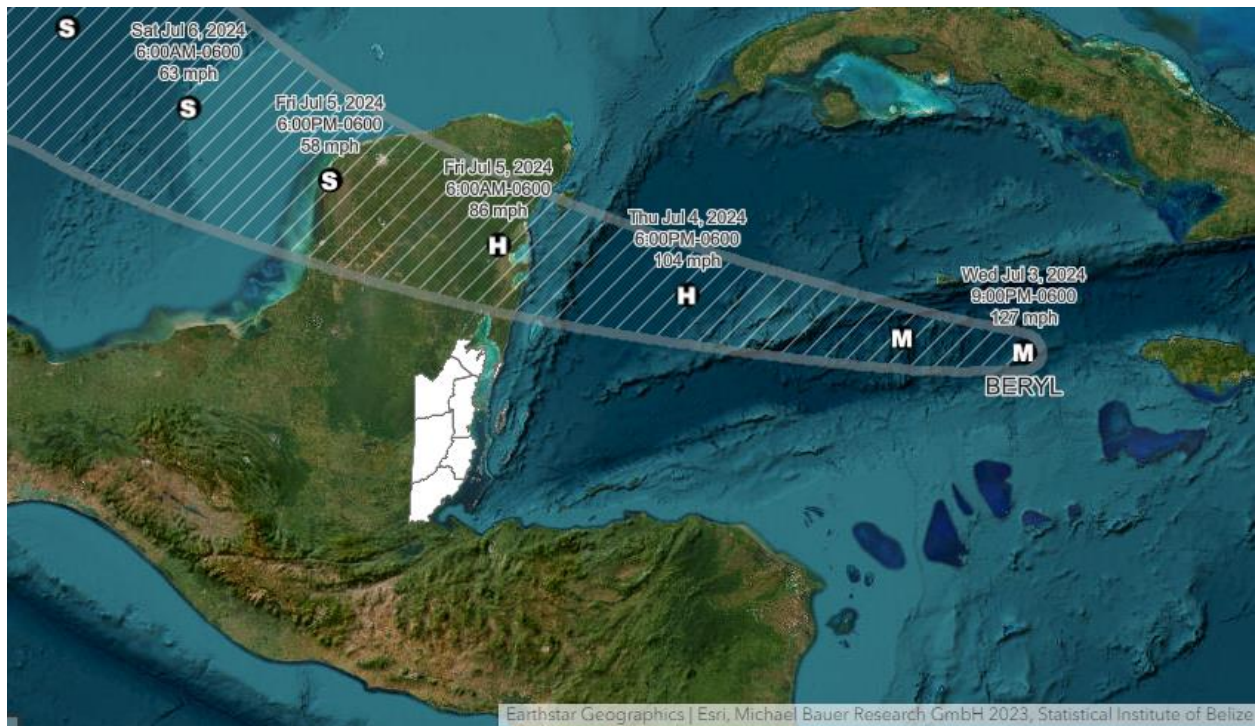 S
Sat Jul 6, 2024
6:00AM-0600
63 mph
S
Fri Jul 5, 2024
6:00PM-0600
58 mph
S
Fri Jul 5, 2024
6:00AM-0600
86 mph
H
Thu Jul 4, 2024
6:00PM-0600
104 mph
H
M
Wed Jul 3, 2024
9:00PM-0600
127 mph
M
BERYL
Earthstar Geographics | Esri, Michael Bauer Research GmbH 2023, Statistical Institute of Belize